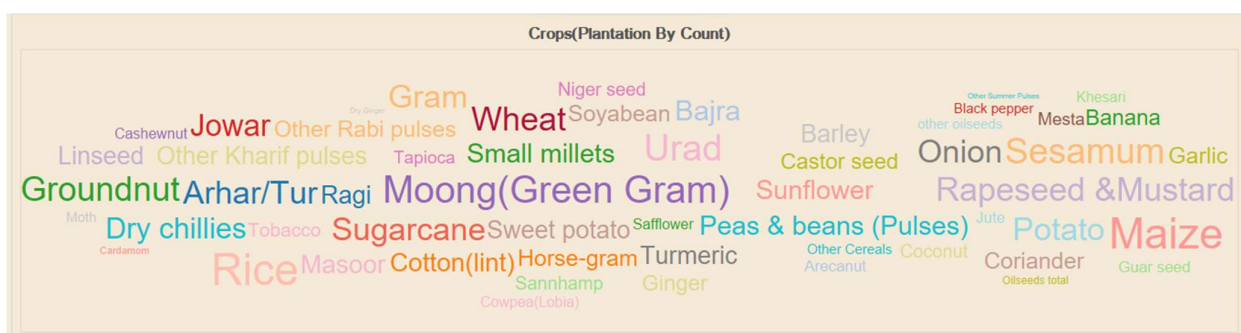 Crops(Plantation By Count)
Niger seed
Gram
Other Summer Pulses
Khesari
Dry Ginger
Wheat
Soyabean
Bajra
Black pepper
Mesta
Banana
Cashewnut
Jowar
Other Rabi pulses
Barley
other oilseeds
Linseed
Other Kharif pulses
Tapioca
Small millets
Urad
Castor seed
Onion
Sesamum
Garlic
Groundnut
Arhar/Tur
Ragi
Moong(Green Gram)
Sunflower
Rapeseed &Mustard
Moth
Dry chillies
Tobacco
Sugarcane
Sweet potato
Safflower
Peas & beans (Pulses)
Jute
Potato
Maize
Cardamom
Rice
Masoor
Cotton(lint)
Horse-gram
Turmeric
Other Cereals
Arecanut
Coconut
Coriander
Guar seed
Sannhamp
Ginger
Oilseeds total
Cowpea(Lobia)